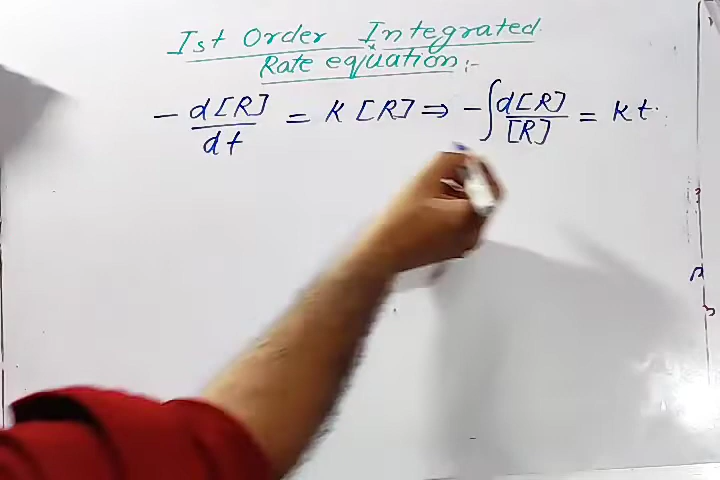 Ist Order Integrated
Rate equation:-
- d[R]/dt = K [R] ⇒ - ∫ d[R]/[R] = Kt.